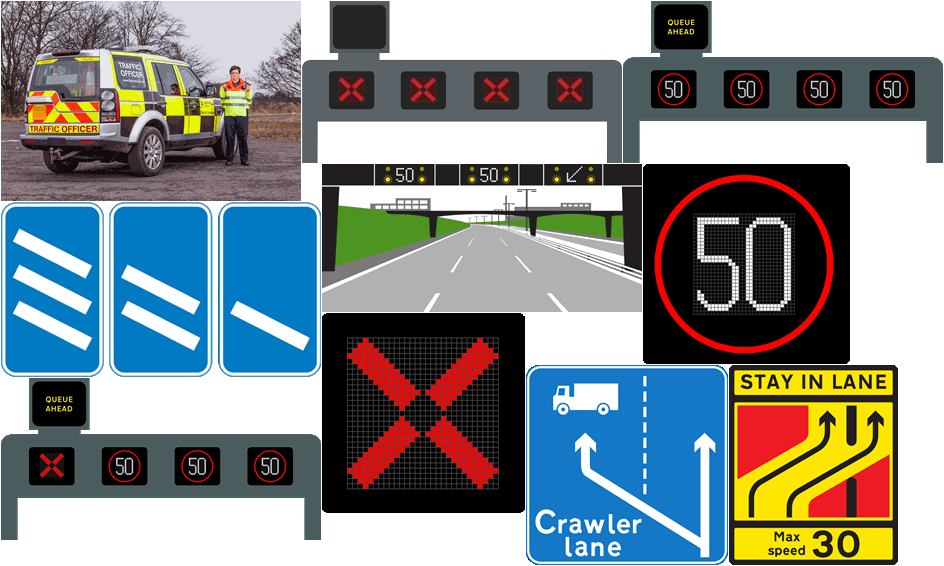 TRAFFIC
OFFICER
TRAFFIC OFFICER
QUEUE
AHEAD
50 50 50 50
50 50
50
QUEUE
AHEAD
50 50 50
Crawler
lane
STAY IN LANE
Max
speed 30